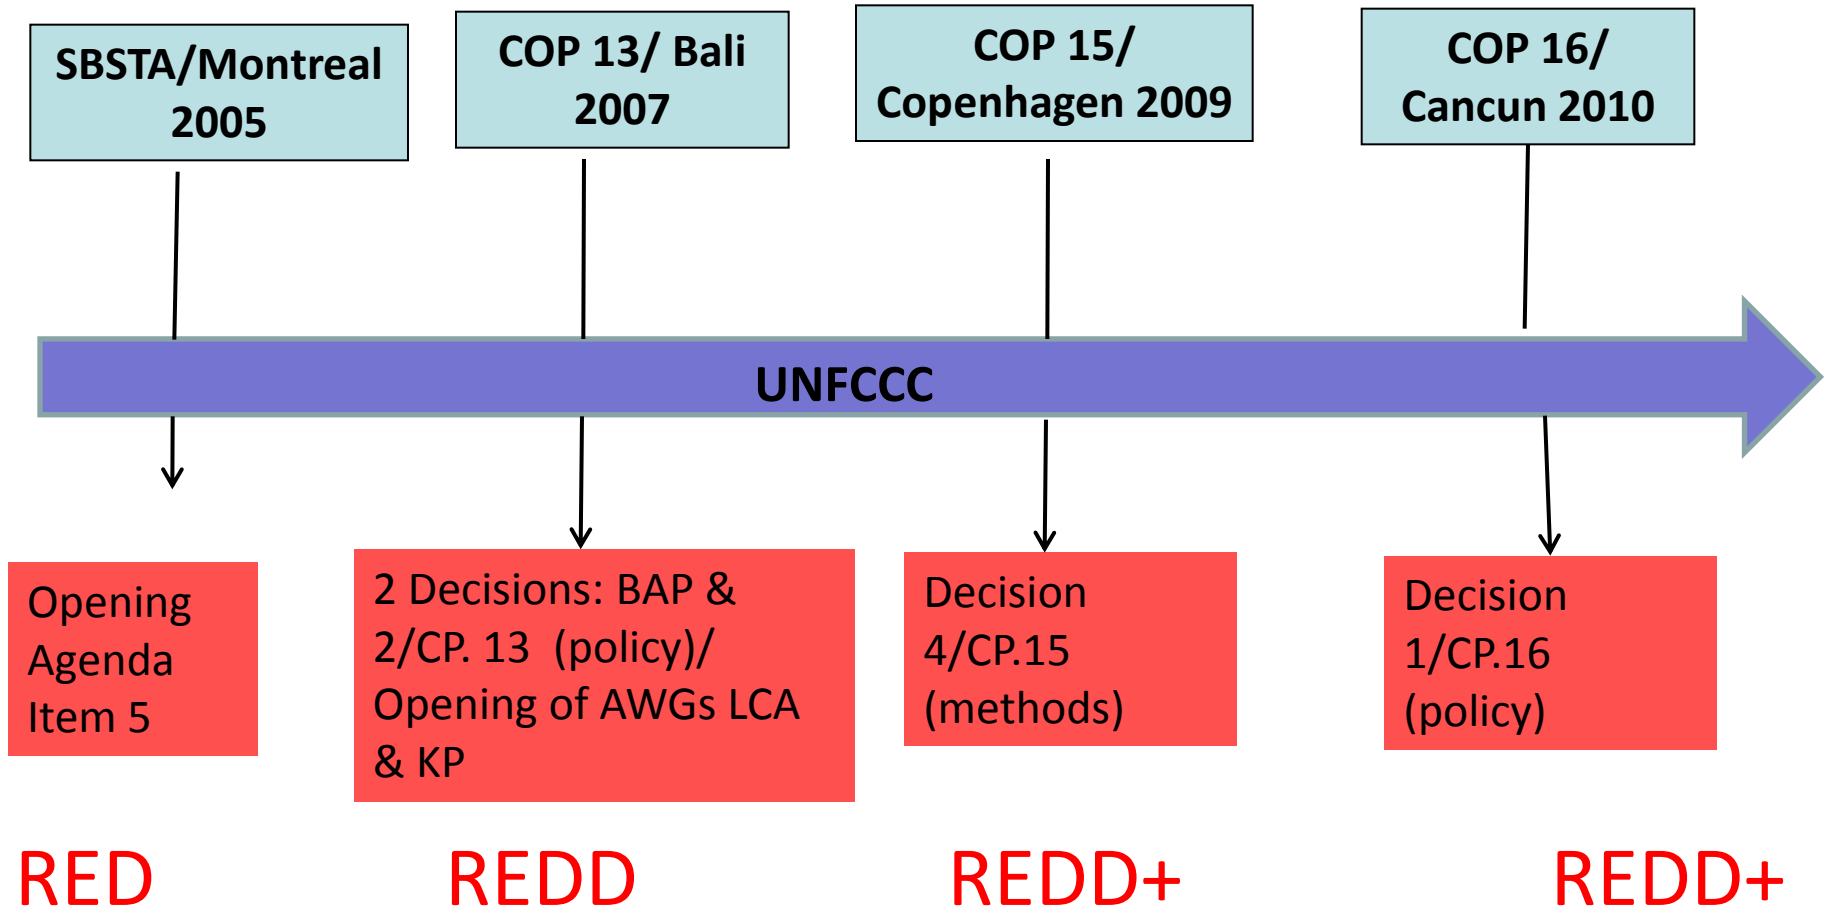 SBSTA/Montreal
2005
COP 13/ Bali
2007
COP 15/
Copenhagen 2009
COP 16/
Cancun 2010
UNFCCC
Opening
Agenda
Item 5
2 Decisions: BAP &
2/CP. 13 (policy)/
Opening of AWGs LCA
& KP
Decision
4/CP.15
(methods)
Decision
1/CP.16
(policy)
RED
REDD
REDD+
REDD+